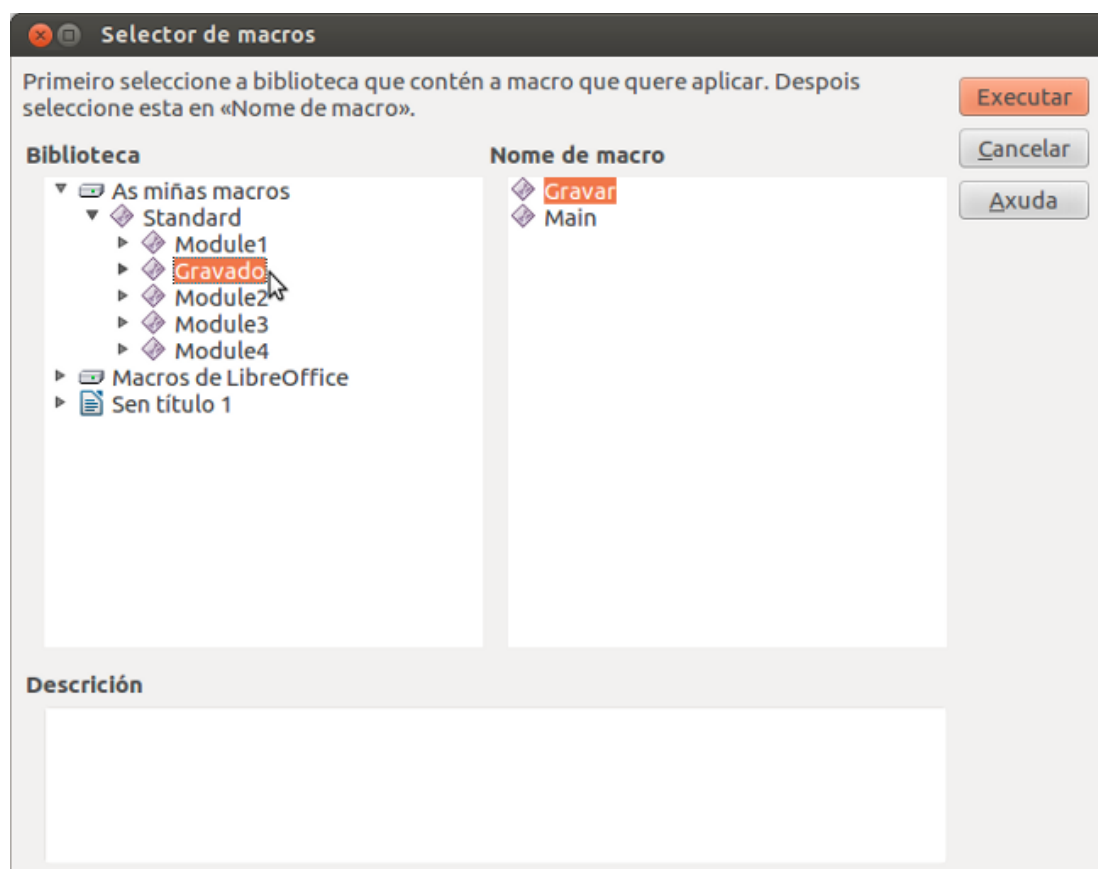 Selector de macros
Primeiro seleccione a biblioteca que contén a macro que quere aplicar. Despois
seleccione esta en «Nome de macro».
Executar
Cancelar
Axuda
Biblioteca
As miñas macros
Standard
Module1
Gravado
Module2
Module3
Module4
Macros de LibreOffice
Sen título 1
Nome de macro
Gravar
Main
Descrición